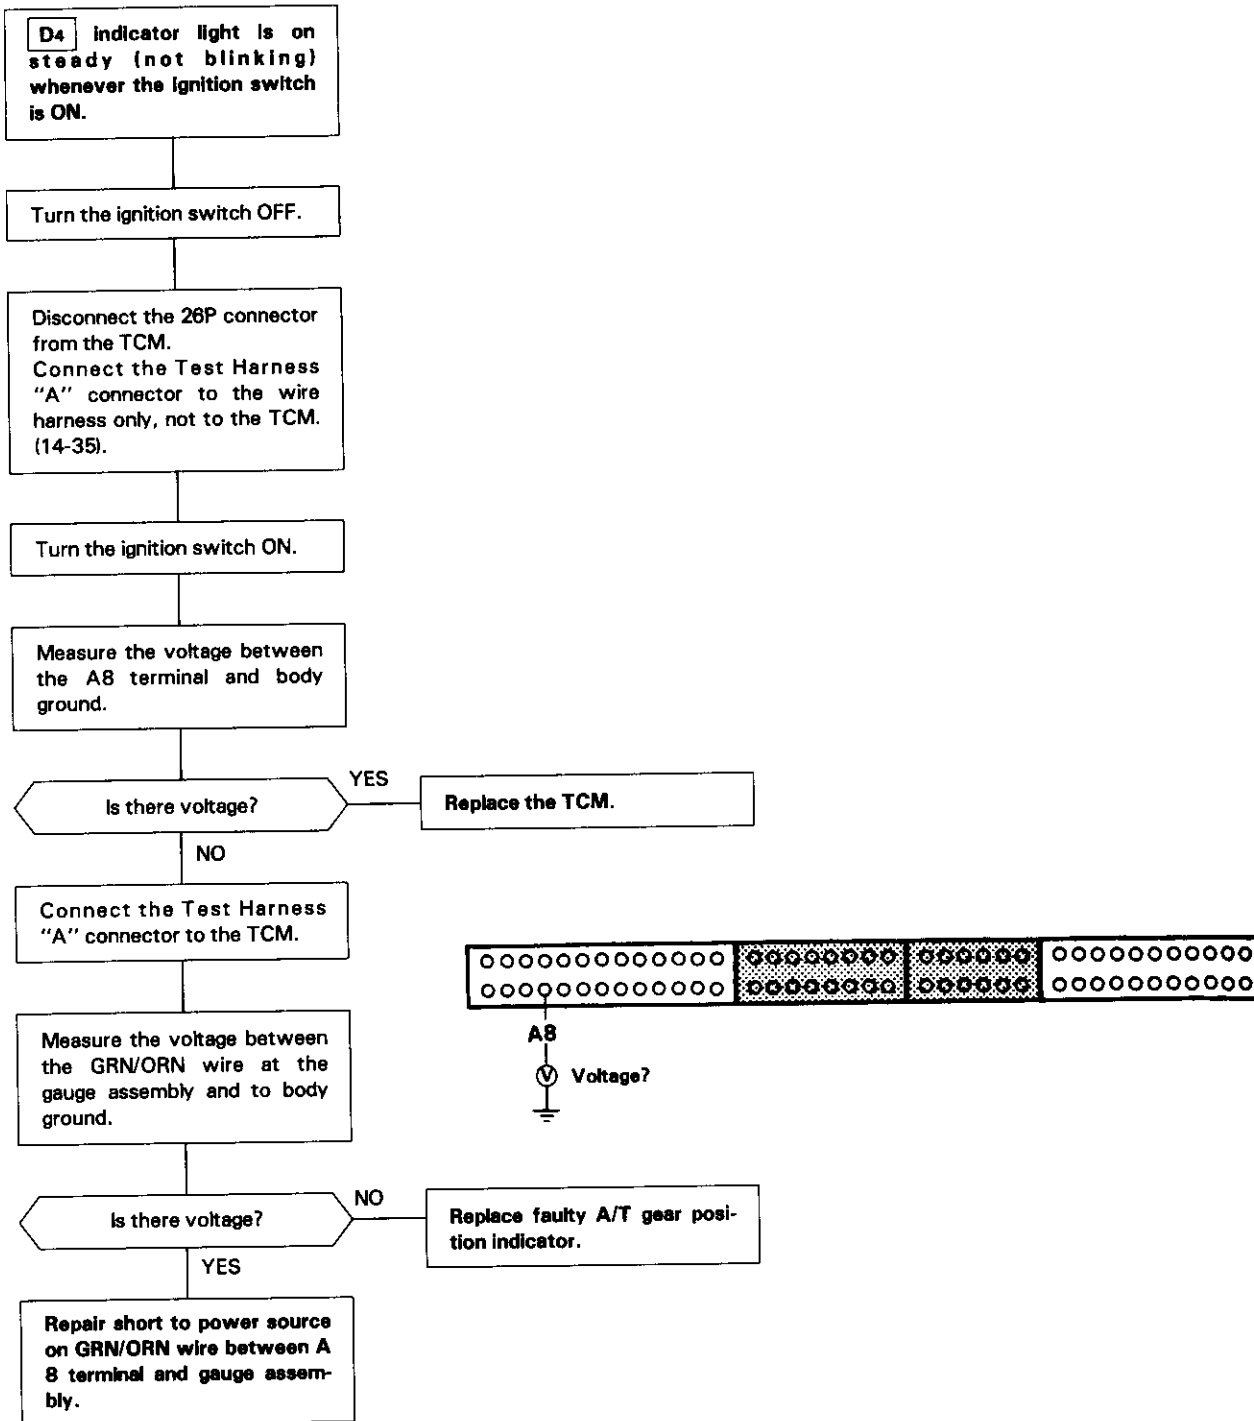 D4 indicator light is on
steady (not blinking)
whenever the ignition switch
is ON.
Turn the ignition switch OFF.
Disconnect the 26P connector
from the TCM.
Connect the Test Harness
"A" connector to the wire
harness only, not to the TCM.
(14-35).
Turn the ignition switch ON.
Measure the voltage between
the A8 terminal and body
ground.
Is there voltage?
YES
Replace the TCM.
NO
Connect the Test Harness
"A" connector to the TCM.
A8
V Voltage?
Measure the voltage between
the GRN/ORN wire at the
gauge assembly and to body
ground.
Is there voltage?
NO
Replace faulty A/T gear posi-
tion indicator.
YES
Repair short to power source
on GRN/ORN wire between A
8 terminal and gauge assem-
bly.